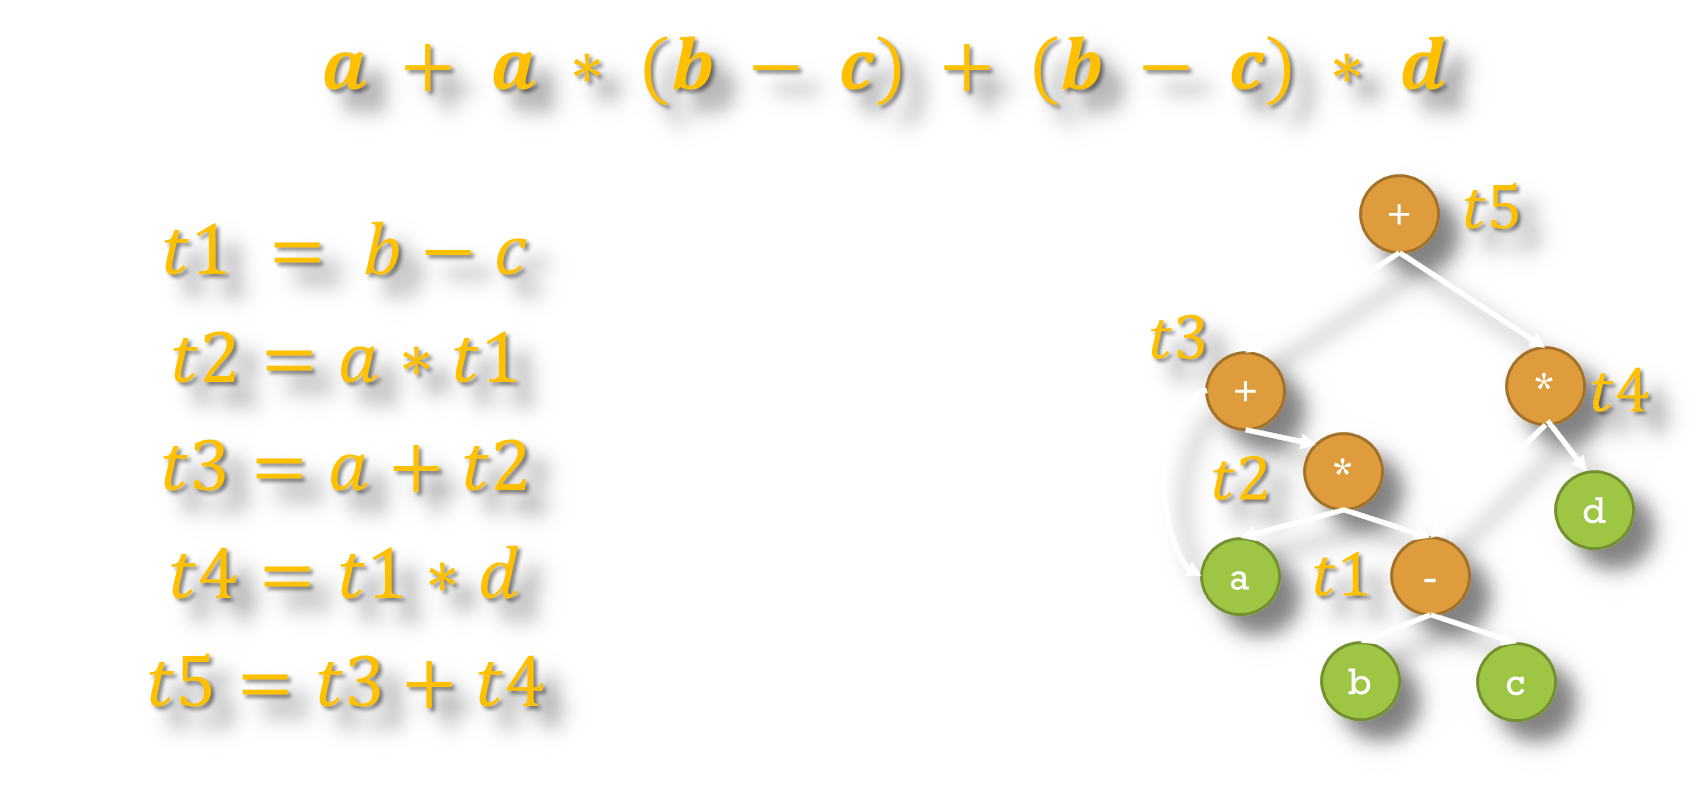 a + a * (b − c) + (b − c) * d
t1 = b − c
t2 = a * t1
t3 = a + t2
t4 = t1 * d
t5 = t3 + t4
+ t5
t3
+
* t4
t2 *
d
a t1 -
b c